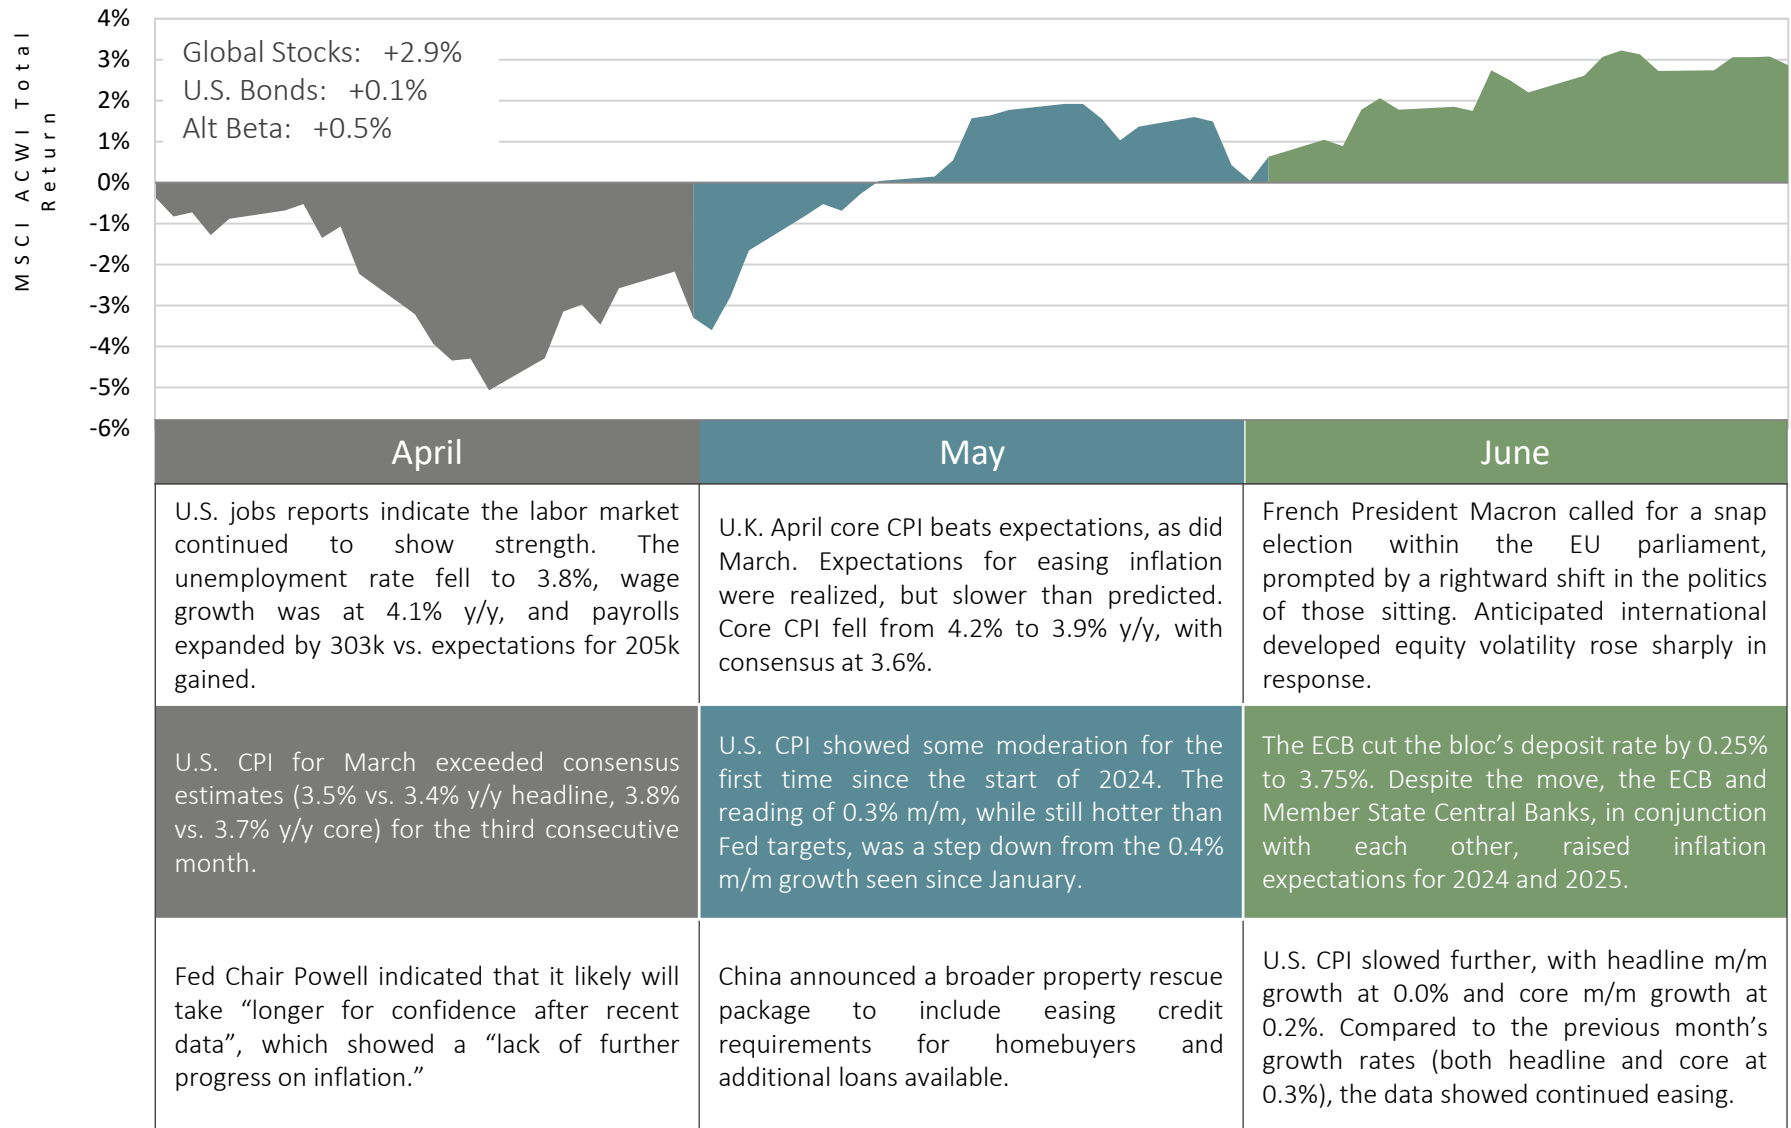 MSCI ACWI Total
Return
4%
3%
2%
1%
0%
-1%
-2%
-3%
-4%
-5%
-6%
Global Stocks: +2.9%
U.S. Bonds: +0.1%
Alt Beta: +0.5%
April
May
June
U.S. jobs reports indicate the labor market
continued to show strength. The
unemployment rate fell to 3.8%, wage
growth was at 4.1% y/y, and payrolls
expanded by 303k vs. expectations for 205k
gained.
U.K. April core CPI beats expectations, as did
March. Expectations for easing inflation
were realized, but slower than predicted.
Core CPI fell from 4.2% to 3.9% y/y, with
consensus at 3.6%.
French President Macron called for a snap
election within the EU parliament,
prompted by a rightward shift in the politics
of those sitting. Anticipated international
developed equity volatility rose sharply in
response.
U.S. CPI for March exceeded consensus
estimates (3.5% vs. 3.4% y/y headline, 3.8%
vs. 3.7% y/y core) for the third consecutive
month.
U.S. CPI showed some moderation for the
first time since the start of 2024. The
reading of 0.3% m/m, while still hotter than
Fed targets, was a step down from the 0.4%
m/m growth seen since January.
The ECB cut the bloc’s deposit rate by 0.25%
to 3.75%. Despite the move, the ECB and
Member State Central Banks, in conjunction
with each other, raised inflation
expectations for 2024 and 2025.
Fed Chair Powell indicated that it likely will
take “longer for confidence after recent
data”, which showed a “lack of further
progress on inflation.”
China announced a broader property rescue
package to include easing credit
requirements for homebuyers and
additional loans available.
U.S. CPI slowed further, with headline m/m
growth at 0.0% and core m/m growth at
0.2%. Compared to the previous month’s
growth rates (both headline and core at
0.3%), the data showed continued easing.